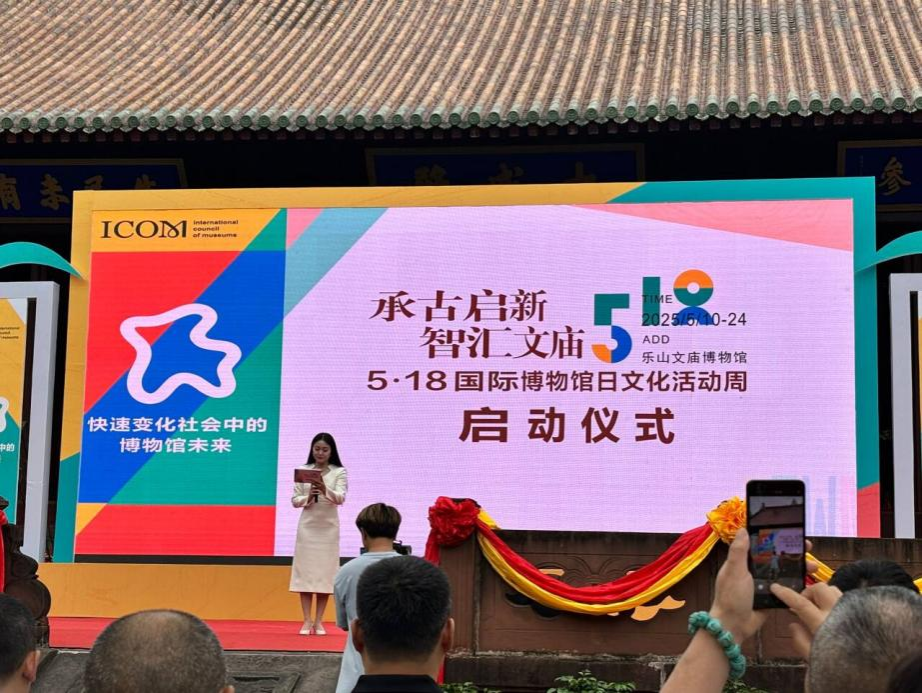 ICOM
international
council
of museums
快速变化社会中的
博物馆未来
承古启新
智汇文庙
518
TIME
2025/5/10-24
ADD
乐山文庙博物馆
5·18国际博物馆日文化活动周
启动仪式